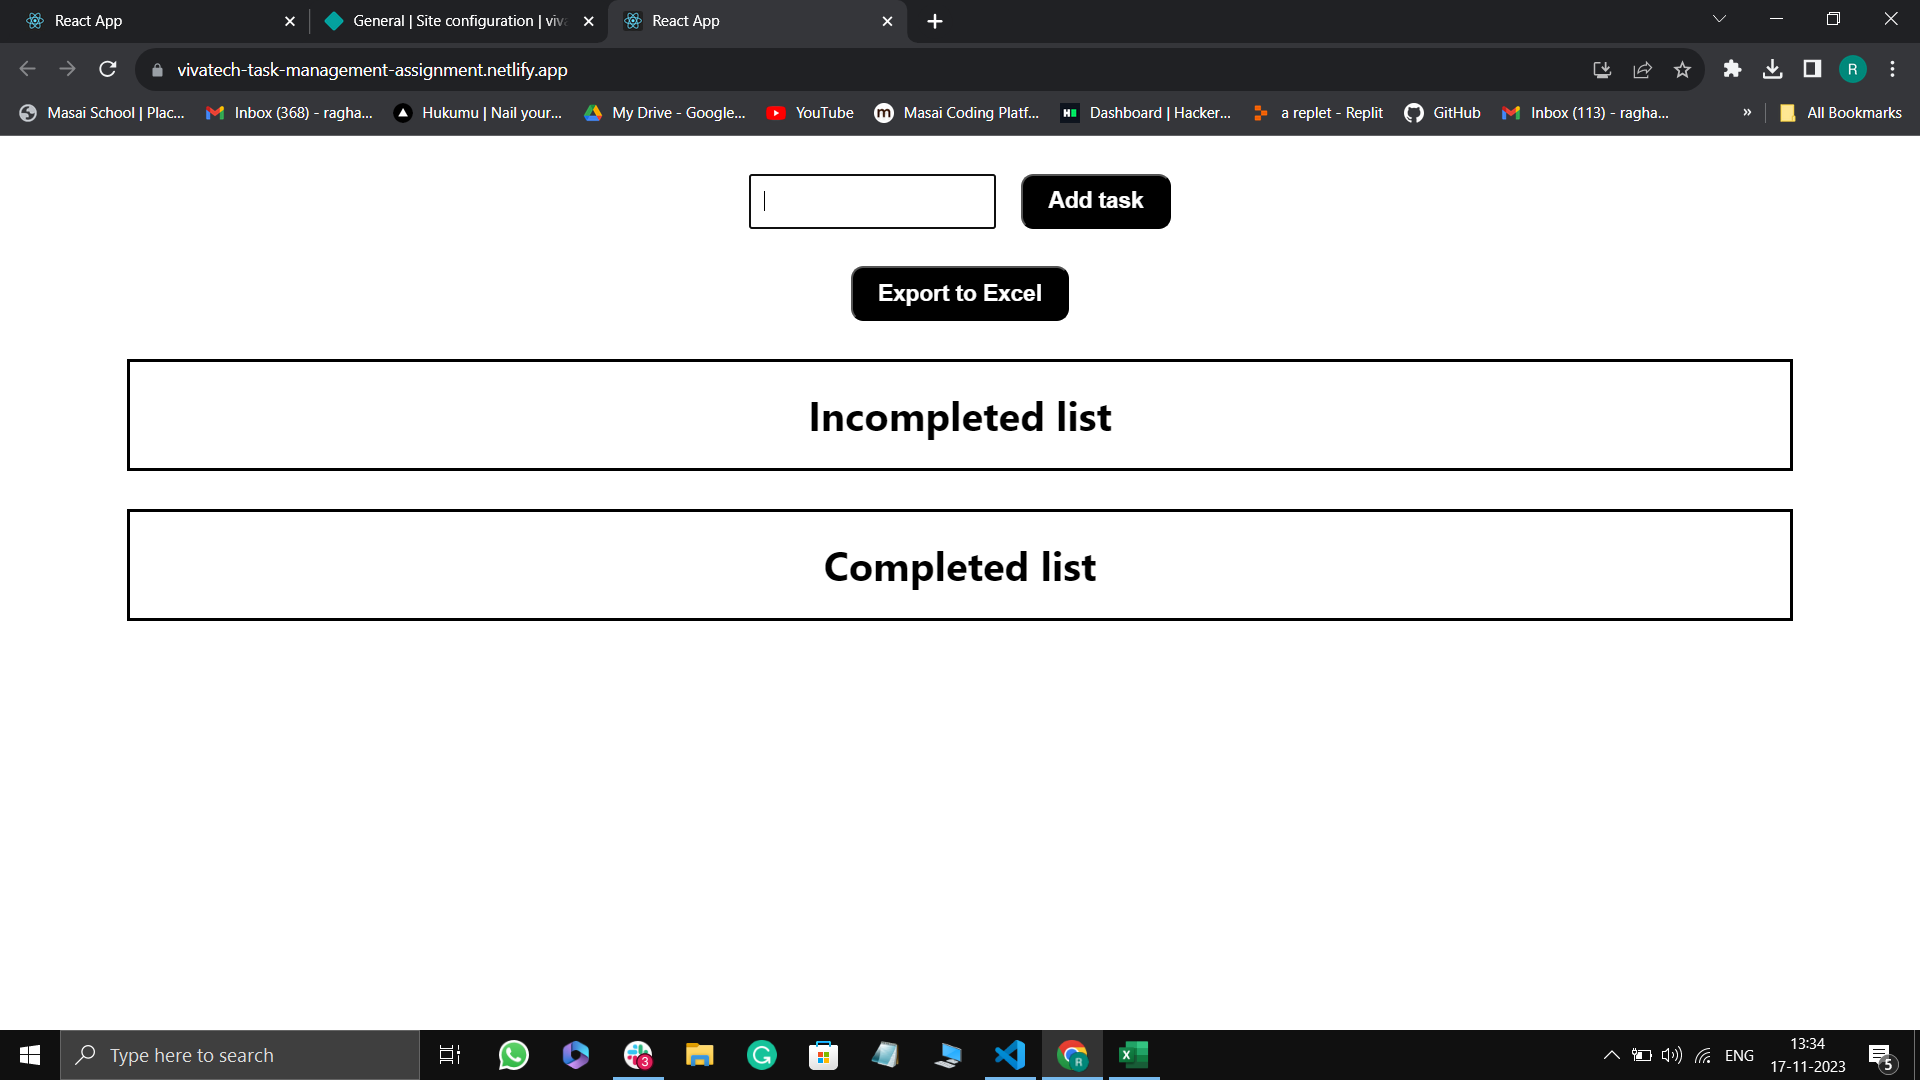 React App
General | Site configuration | viv
React App
vivatech-task-management-assignment.netlify.app
R
Masai School | Plac...
Inbox (368) - ragha...
Hukumu | Nail your...
My Drive - Google...
YouTube
m
Masai Coding Platf...
H
Dashboard | Hacker...
a replet - Replit
GitHub
Inbox (113) - ragha...
»
All Bookmarks
Add task
Export to Excel
Incompleted list
Completed list
Type here to search
3
G
R
X
ENG
13:34
17-11-2023
5